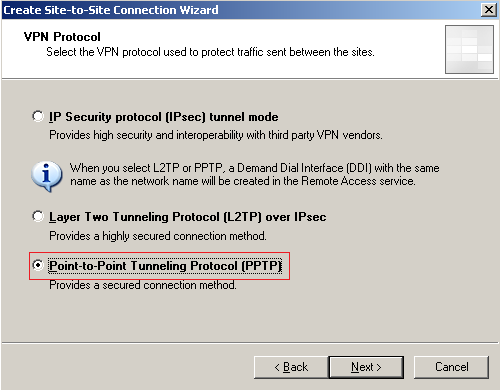 Create Site-to-Site Connection Wizard
VPN Protocol
Select the VPN protocol used to protect traffic sent between the sites.
IP Security protocol (IPsec) tunnel mode
Provides high security and interoperability with third party VPN vendors.
When you select L2TP or PPTP, a Demand Dial Interface (DDI) with the same
name as the network name will be created in the Remote Access service.
Layer Two Tunneling Protocol (L2TP) over IPsec
Provides a highly secured connection method.
Point-to-Point Tunneling Protocol (PPTP)
Provides a secured connection method.
< Back Next > Cancel